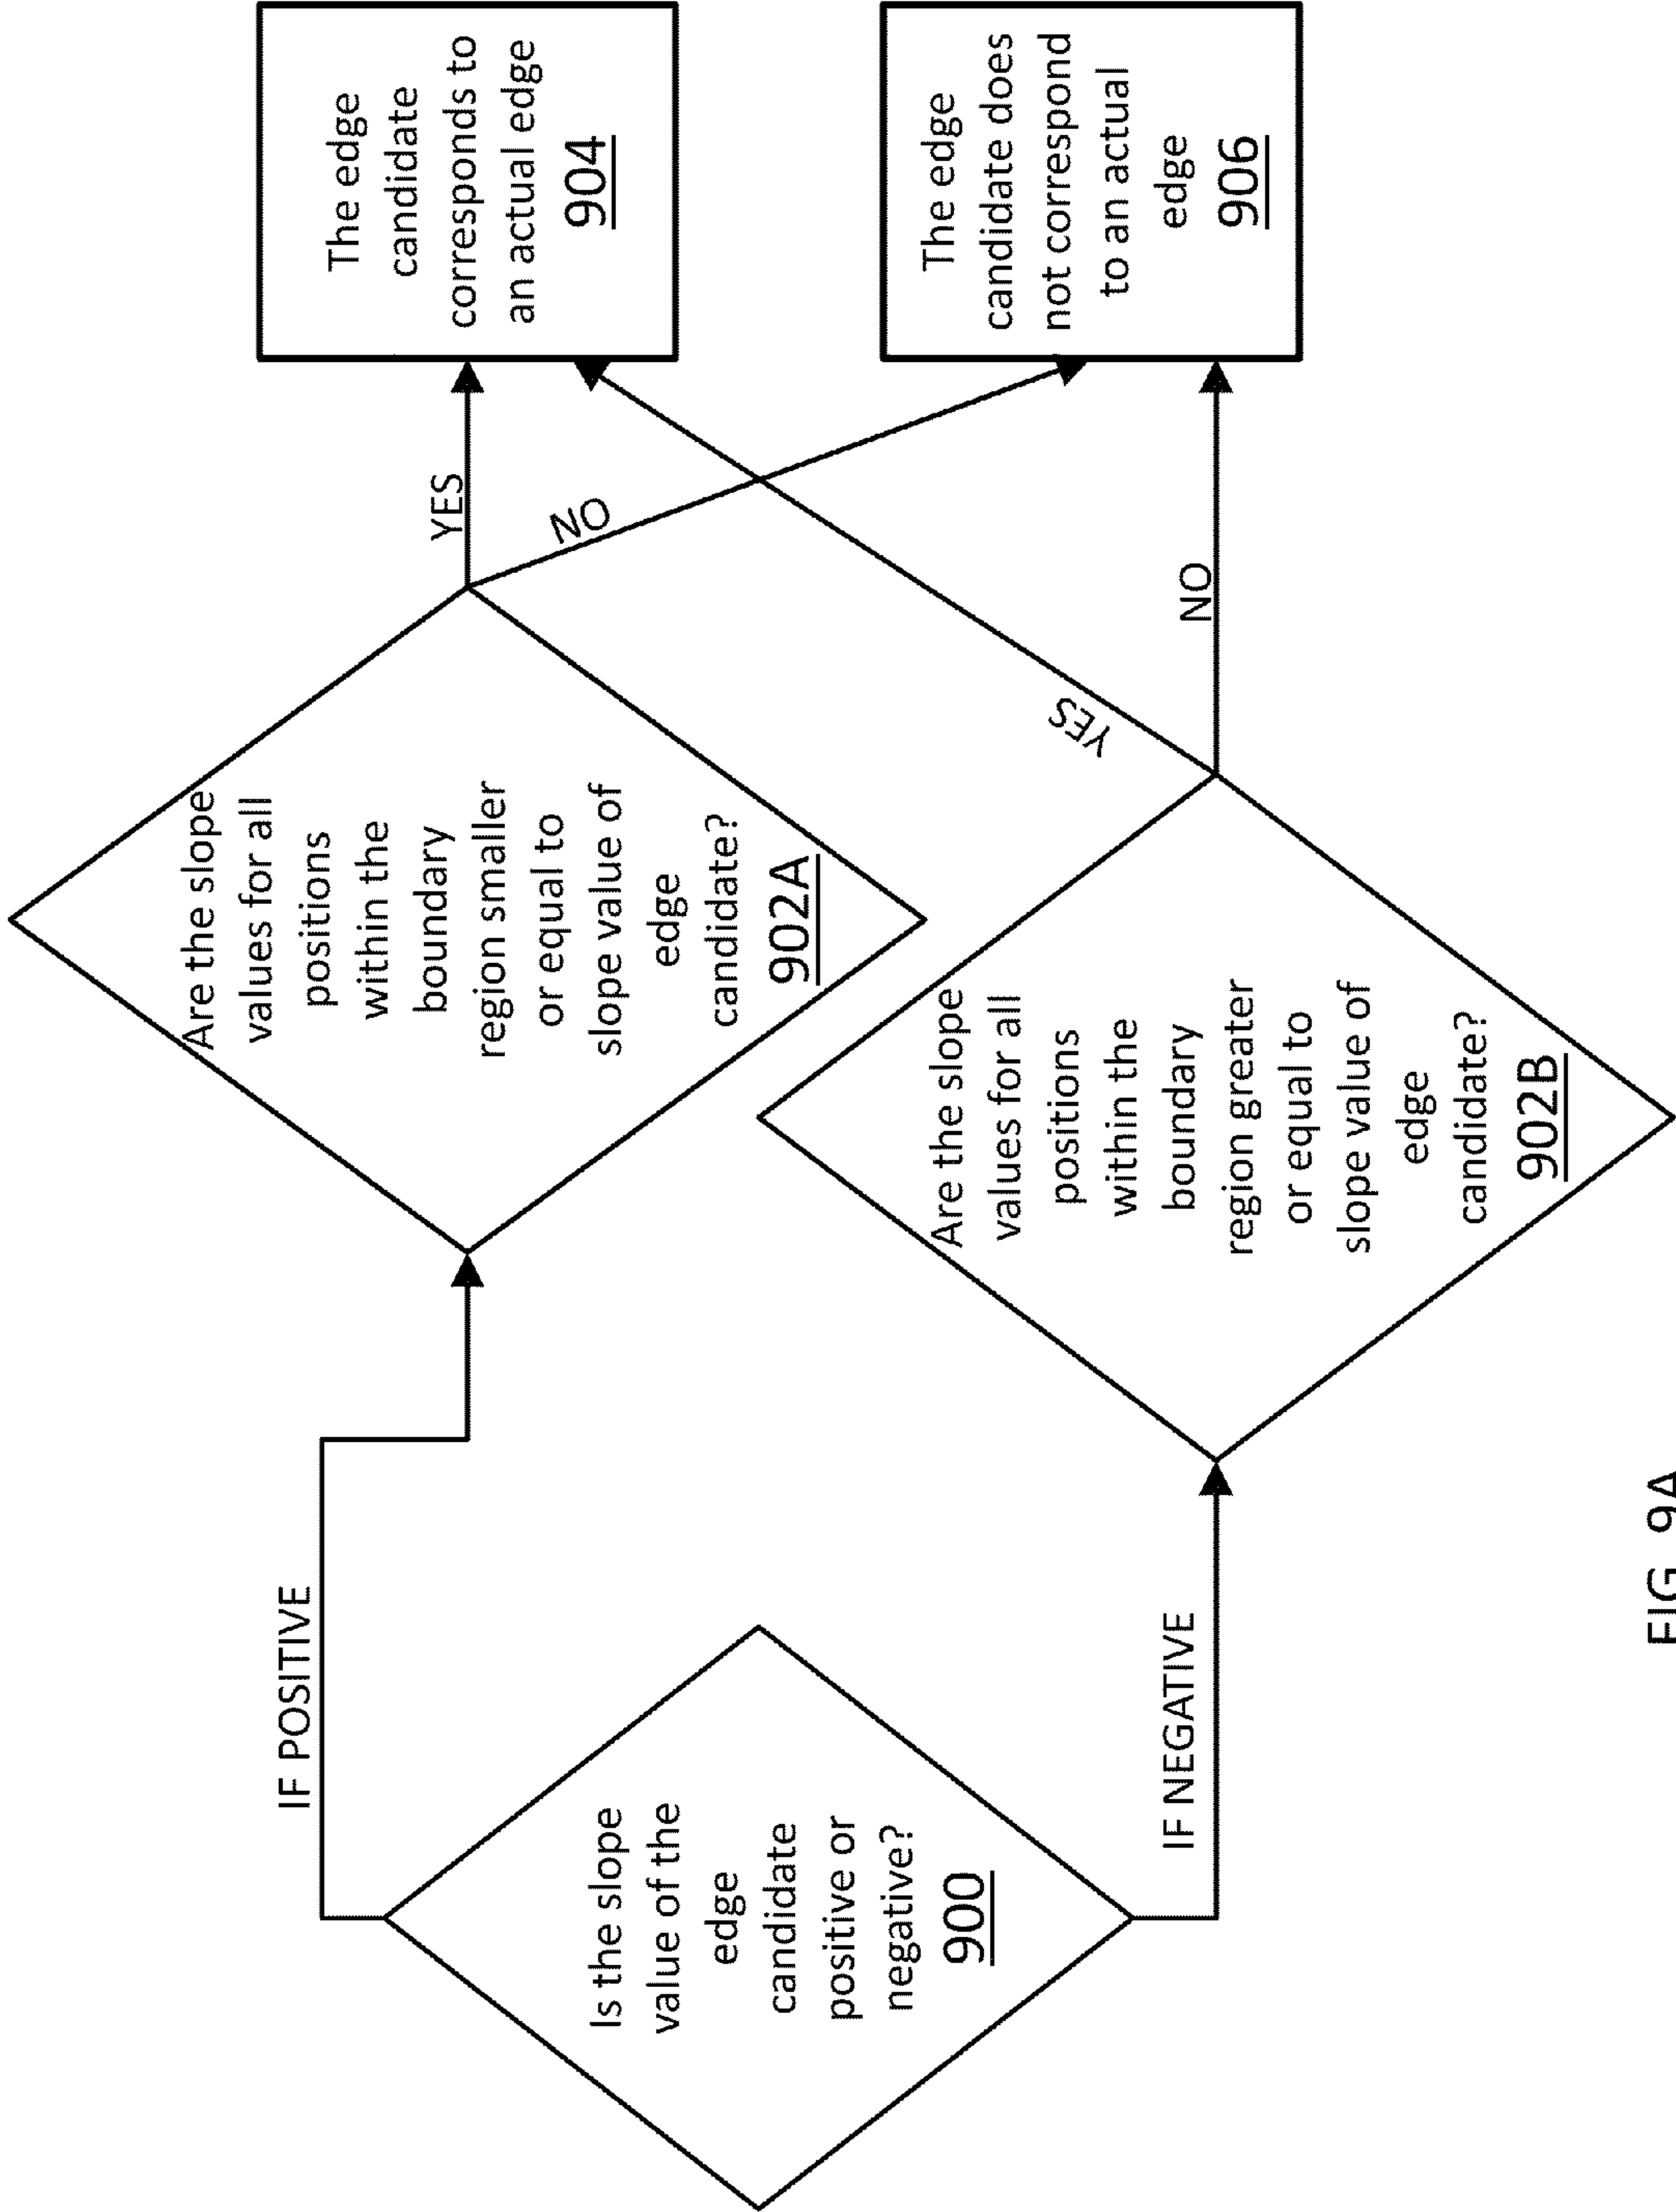 Is the slope
value of the
edge
candidate
positive or
negative?
900
IF POSITIVE
IF NEGATIVE
Are the slope
values for all
positions
within the
boundary
region smaller
or equal to
slope value of
edge
candidate?
902A
YES
NO
Are the slope
values for all
positions
within the
boundary
region greater
or equal to
slope value of
edge
candidate?
902B
YES
NO
The edge
candidate
corresponds to
an actual edge
904
The edge
candidate does
not correspond
to an actual
edge
906
FIG. 9A